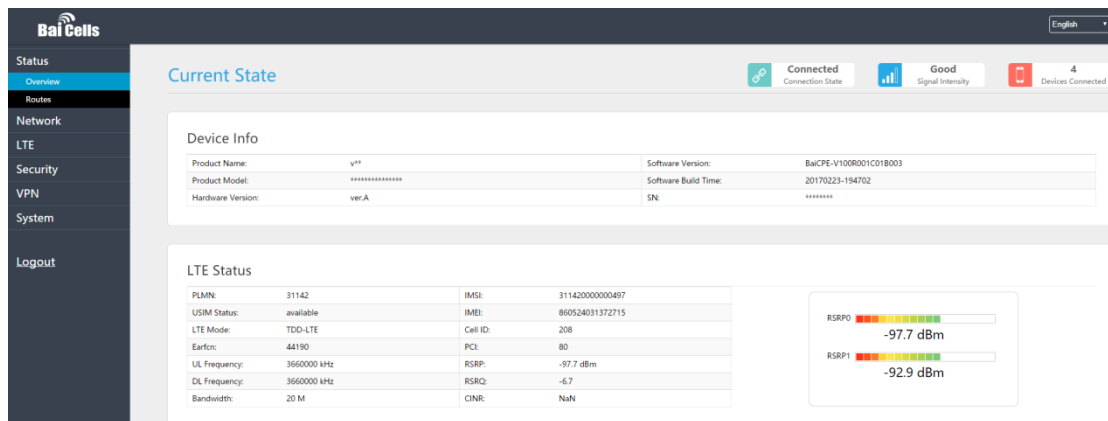 BaiCells
English
Status
Overview
Routes
Network
LTE
Security
VPN
System
Logout
Current State
Connected
Connection State
Good
Signal Intensity
4
Devices Connected
Device Info
Product Name: v** Software Version: BaiCPE-V100R001C01B003
Product Model: *************** Software Build Time: 20170223-194702
Hardware Version: ver.A SN: ********
LTE Status
PLMN: 31142 IMSI: 311420000000497
USIM Status: available IMEI: 860524031372715
LTE Mode: TDD-LTE Cell ID: 208
Earfcn: 44190 PCI: 80
UL Frequency: 3660000 kHz RSRP: -97.7 dBm
DL Frequency: 3660000 kHz RSRQ: -6.7
Bandwidth: 20 M CINR: NaN
RSRP0
-97.7 dBm
RSRP1
-92.9 dBm